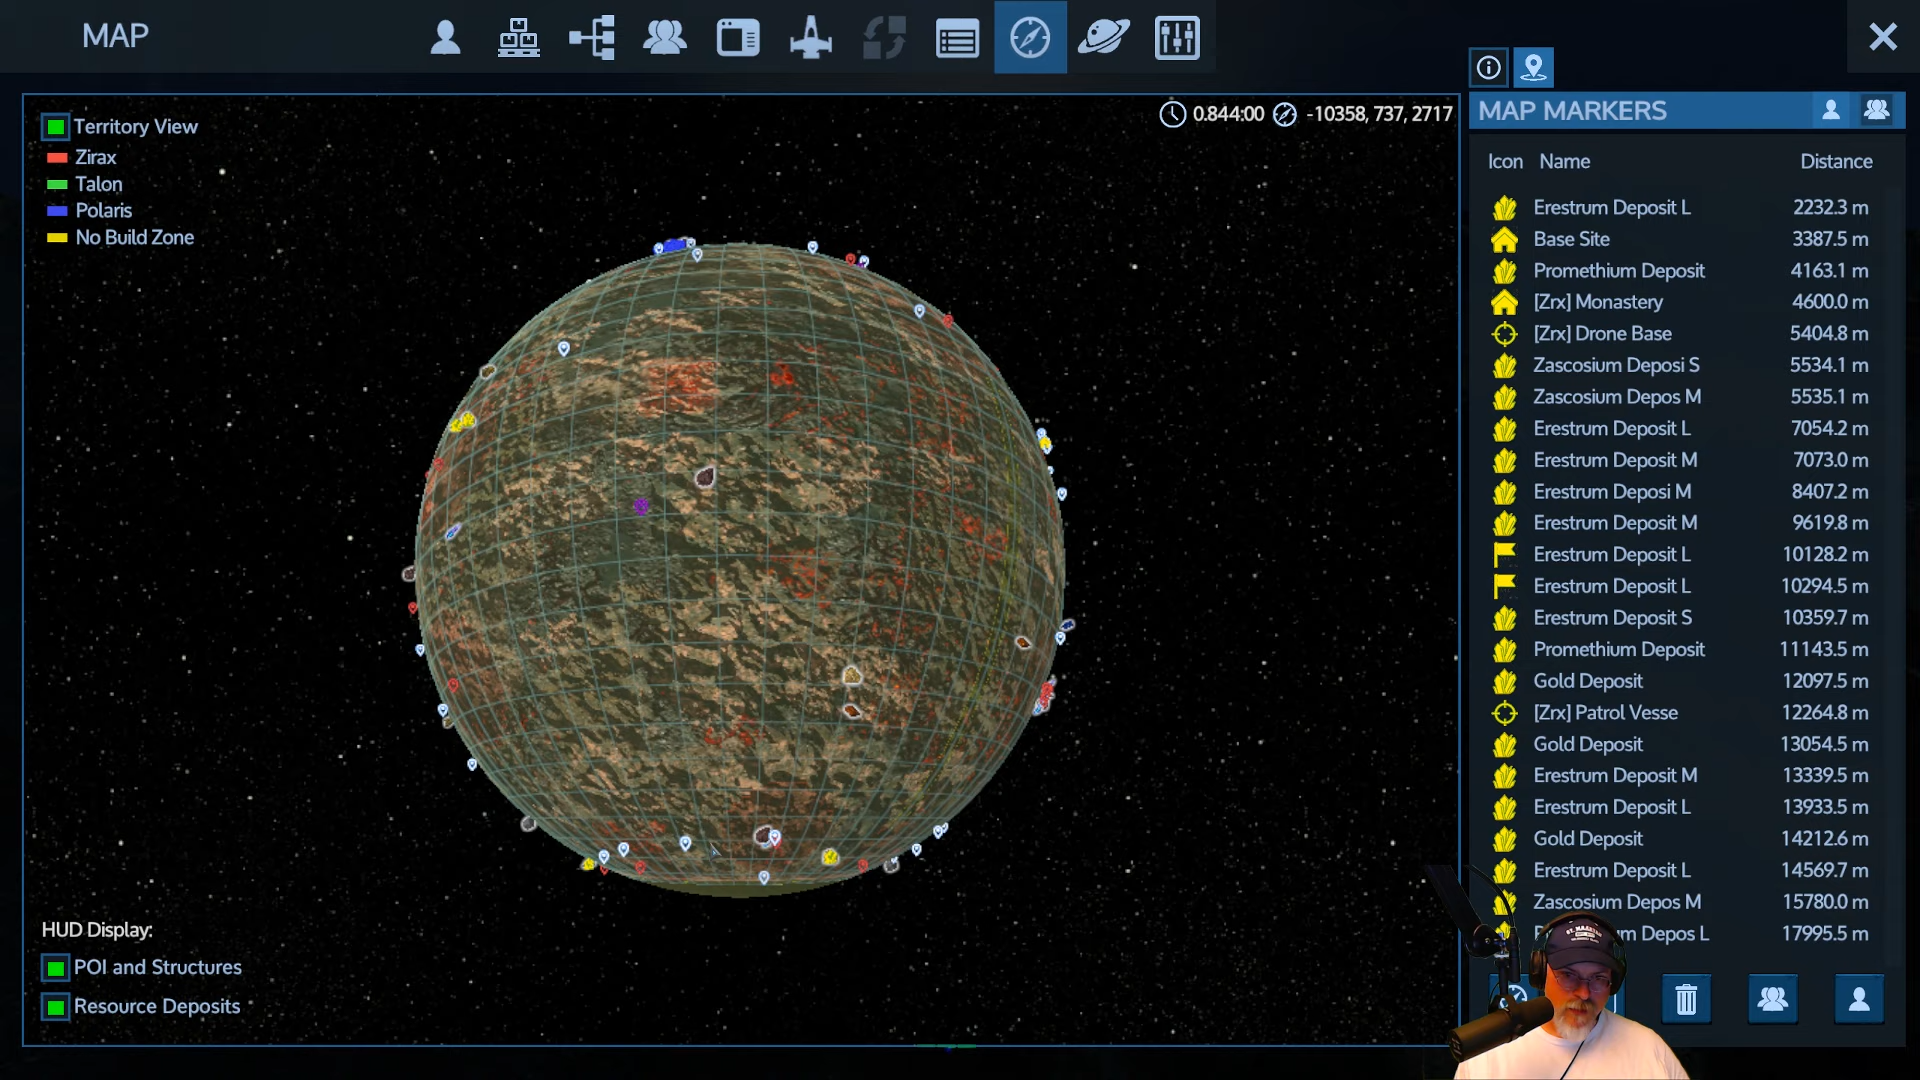 MAP
Territory View
Zirax
Talon
Polaris
No Build Zone
0.844:00 -10358, 737, 2717
MAP MARKERS
Icon Name Distance
Erestrum Deposit L 2232.3 m
Base Site 3387.5 m
Promethium Deposit 4163.1 m
[Zrx] Monastery 4600.0 m
[Zrx] Drone Base 5404.8 m
Zascosium Deposi S 5534.1 m
Zascosium Depos M 5535.1 m
Erestrum Deposit L 7054.2 m
Erestrum Deposit M 7073.0 m
Erestrum Deposi M 8407.2 m
Erestrum Deposit M 9619.8 m
Erestrum Deposit L 10128.2 m
Erestrum Deposit L 10294.5 m
Erestrum Deposit S 10359.7 m
Promethium Deposit 11143.5 m
Gold Deposit 12097.5 m
[Zrx] Patrol Vesse 12264.8 m
Gold Deposit 13054.5 m
Erestrum Deposit M 13339.5 m
Erestrum Deposit L 13933.5 m
Gold Deposit 14212.6 m
Erestrum Deposit L 14569.7 m
Zascosium Depos M 15780.0 m
Depos L 17995.5 m
HUD Display:
POI and Structures
Resource Deposits